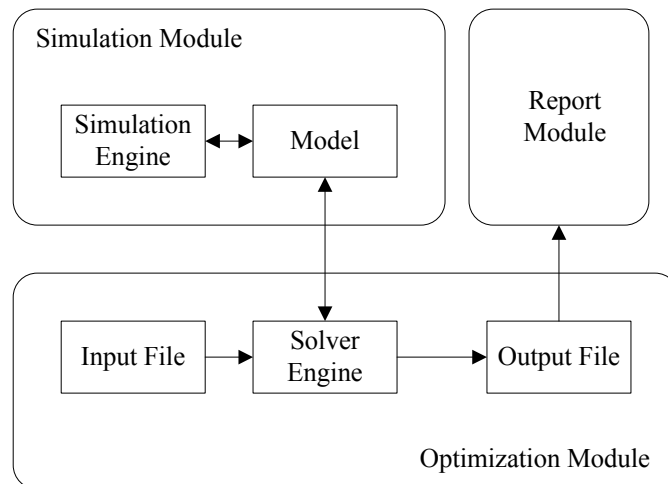 Simulation Module
Simulation
Engine
Model
Report
Module
Input File
Solver
Engine
Output File
Optimization Module